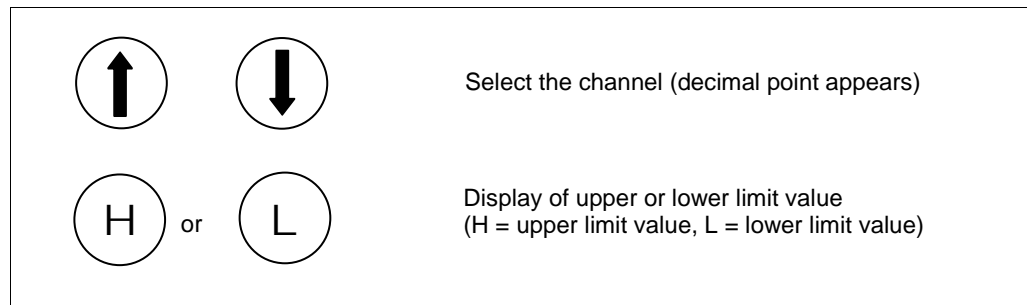 Select the channel (decimal point appears)
H or L
Display of upper or lower limit value
(H = upper limit value, L = lower limit value)